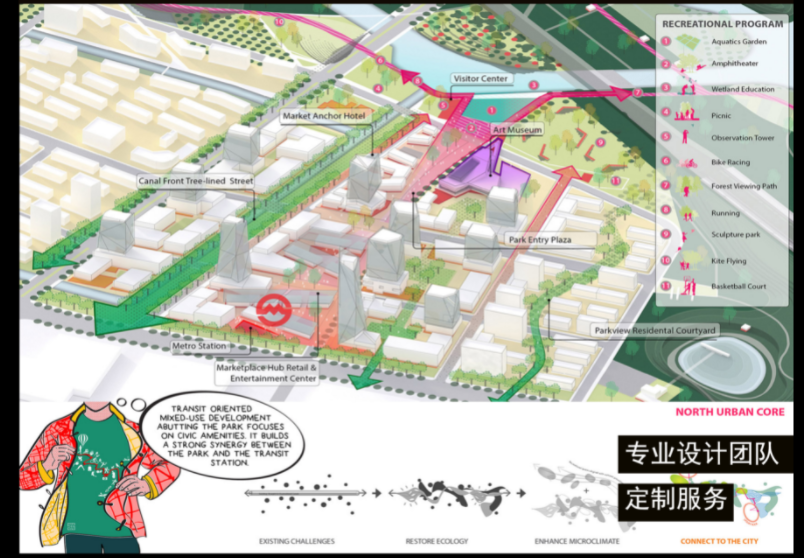 RECREATIONAL PROGRAM
1 Aquatics Garden
2 Amphitheater
3 Wetland Education
4 Picnic
5 Observation Tower
6 Bike Racing
7 Forest Viewing Path
8 Running
9 Sculpture park
10 Kite Flying
11 Basketball Court
Visitor Center
Market Anchor Hotel
Art Museum
Canal Front Tree-lined Street
Park Entry Plaza
Parkview Residental Courtyard
Metro Station
Marketplace Hub Retail &
Entertainment Center
NORTH URBAN CORE
TRANSIT ORIENTED
MIXED-USE DEVELOPMENT
ABUTTING THE PARK FOCUSES
ON CIVIC AMENITIES. IT BUILDS
A STRONG SYNERGY BETWEEN
THE PARK AND THE TRANSIT
STATION.
专业设计团队
定制服务
EXISTING CHALLENGES
RESTORE ECOLOGY
ENHANCE MICROCLIMATE
CONNECT TO THE CITY